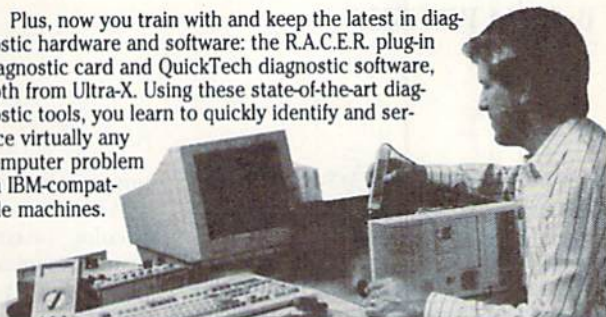 Plus, now you train with and keep the latest in diag-
ostic hardware and software: the R.A.C.E.R. plug-in
agnostic card and QuickTech diagnostic software,
oth from Ultra-X. Using these state-of-the-art diag-
ostic tools, you learn to quickly identify and ser-
ce virtually any
omputer problem
n IBM-compat-
le machines.